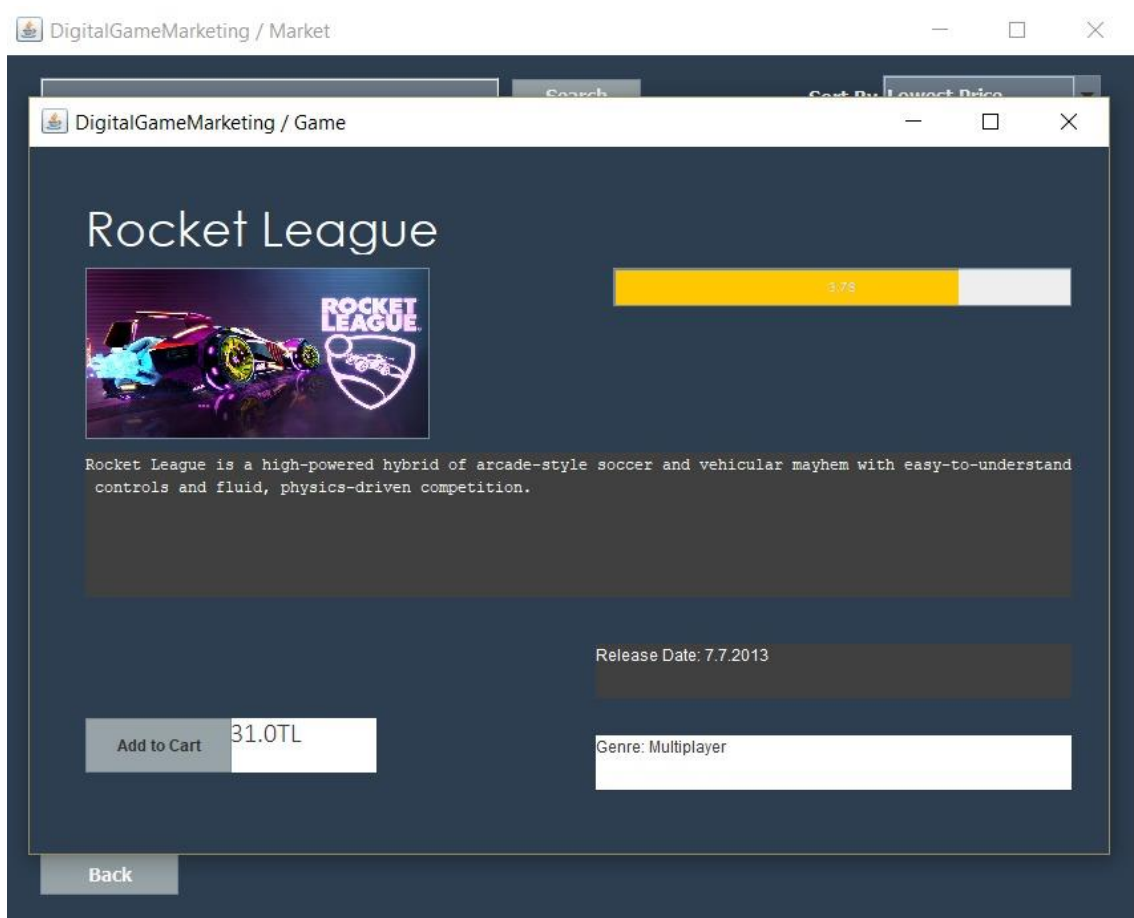 DigitalGameMarketing / Market
Search
Sort By Lowest Price
DigitalGameMarketing / Game
Rocket League
ROCKET
LEAGUE
3.78
Rocket League is a high-powered hybrid of arcade-style soccer and vehicular mayhem with easy-to-understand
controls and fluid, physics-driven competition.
Release Date: 7.7.2013
Add to Cart
31.0TL
Genre: Multiplayer
Back